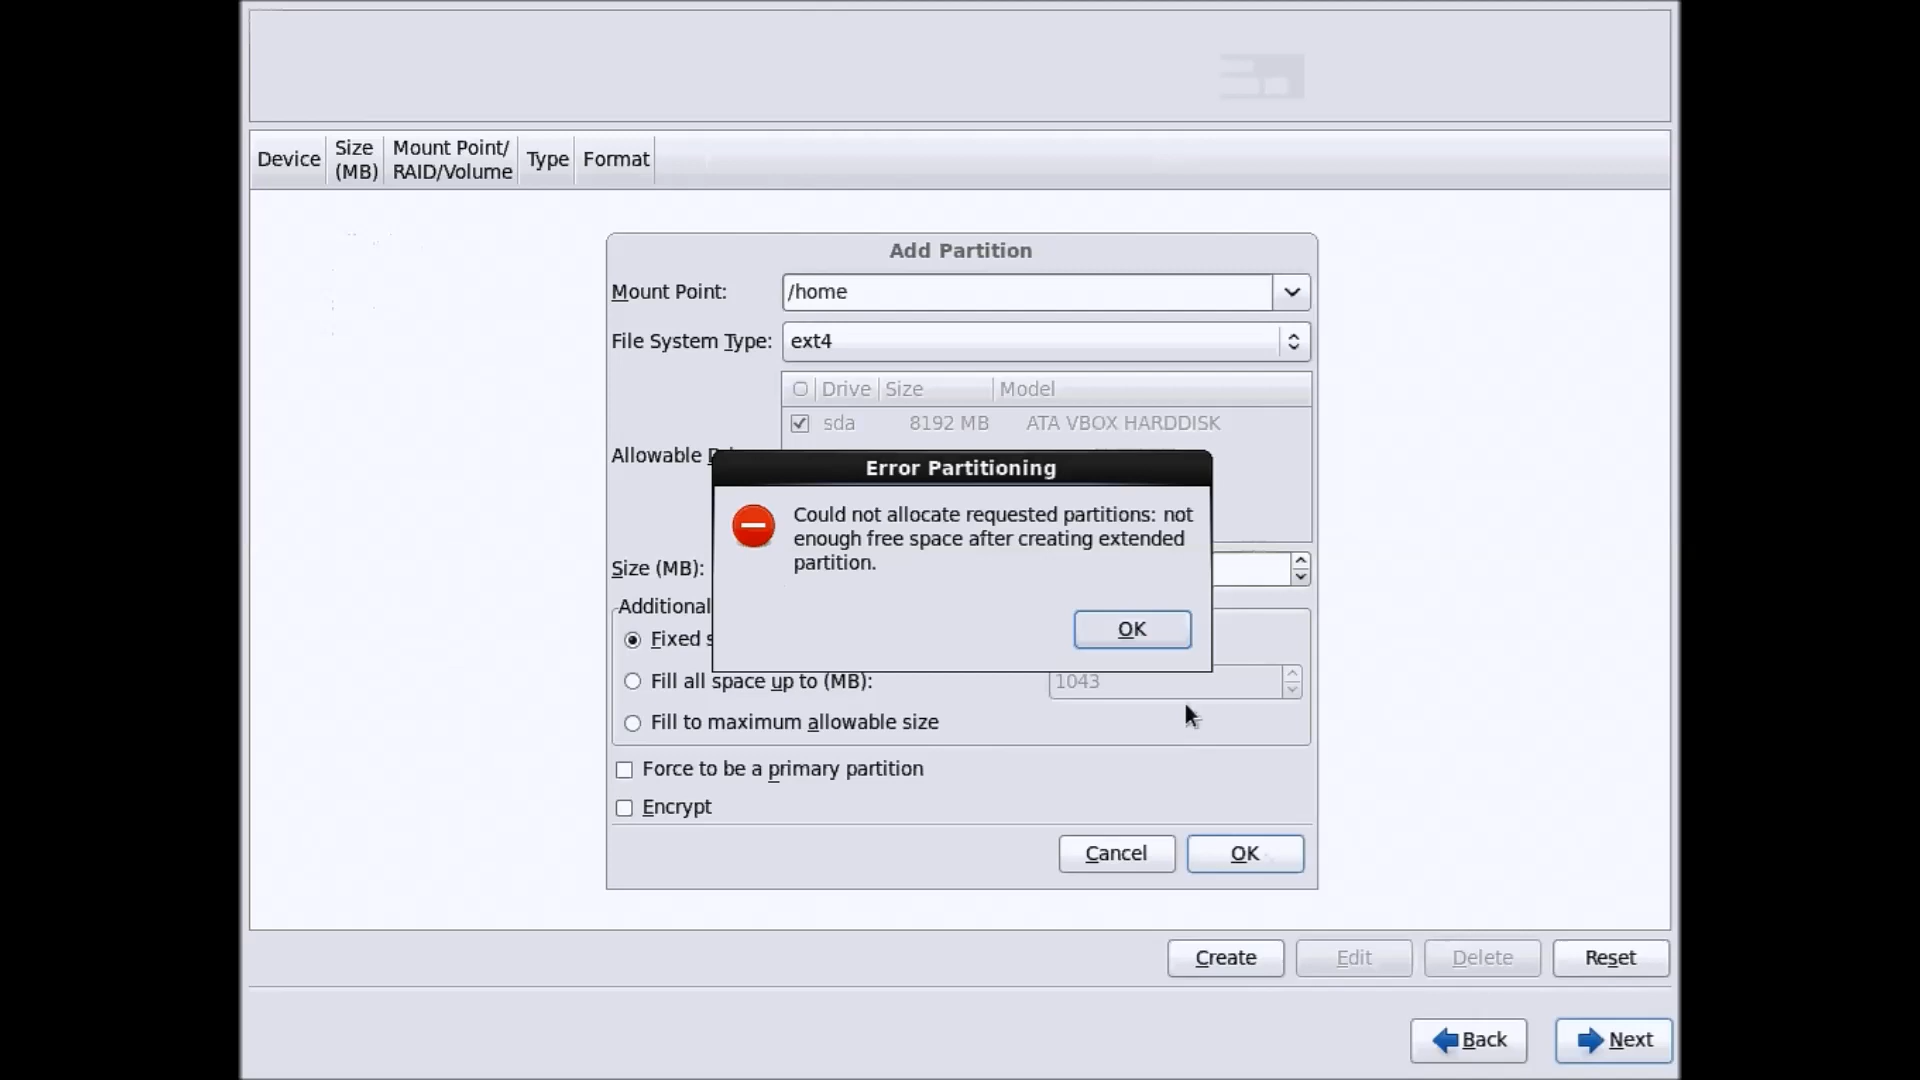 Device
Size
(MB)
Mount Point/
RAID/Volume
Type
Format
Add Partition
Mount Point:
/home
File System Type:
ext4
Drive
Size
Model
sda
8192 MB
ATA VBOX HARDDISK
Allowable
Error Partitioning
Could not allocate requested partitions: not
enough free space after creating extended
partition.
OK
Size (MB):
Additional
Fixed s
Fill all space up to (MB):
1043
Fill to maximum allowable size
Force to be a primary partition
Encrypt
Cancel
OK
Create
Edit
Delete
Reset
Back
Next